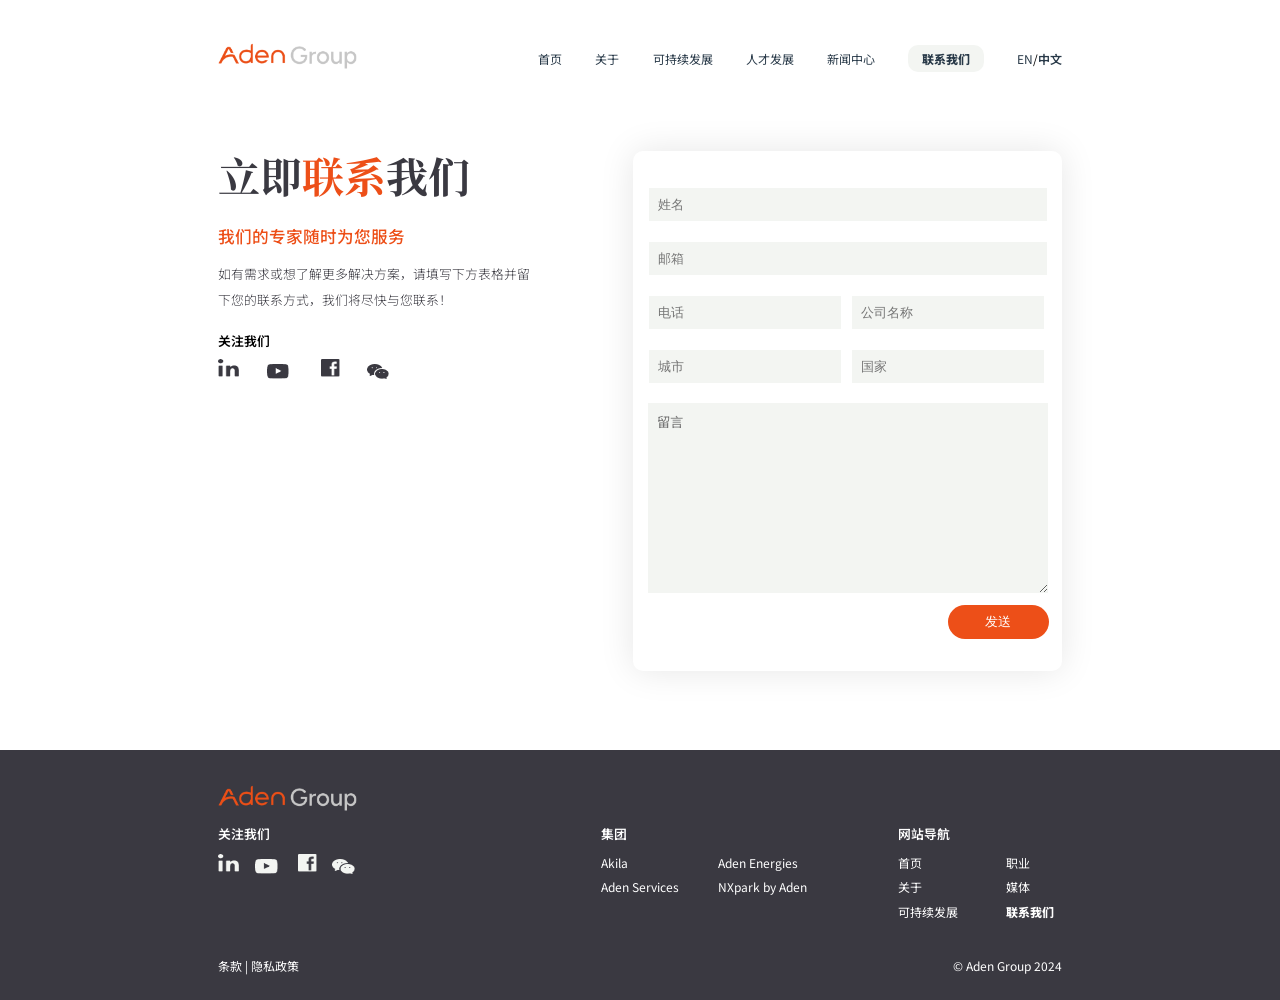 Aden Group
首页 关于 可持续发展 人才发展 新闻中心 联系我们 EN/中文
立即联系我们
我们的专家随时为您服务
如有需求或想了解更多解决方案，请填写下方表格并留
下您的联系方式，我们将尽快与您联系！
关注我们
姓名
邮箱
电话 公司名称
城市 国家
留言
发送
Aden Group
关注我们
集团
Akila Aden Energies
Aden Services NXpark by Aden
网站导航
首页 职业
关于 媒体
可持续发展 联系我们
条款 | 隐私政策
© Aden Group 2024